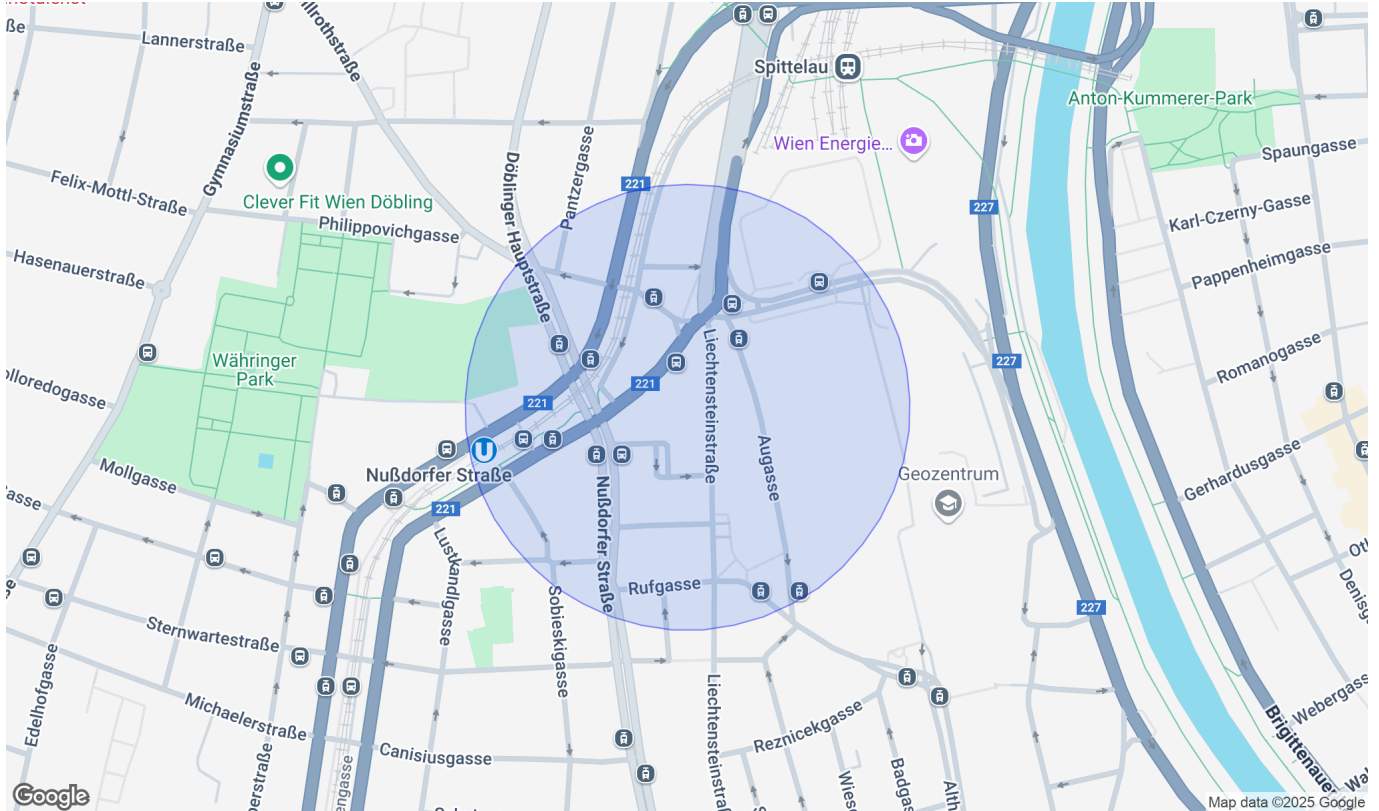 Lannerstraße
Gymnasiumstraße
Spittelau
Anton-Kummerer-Park
Wien Energie...
Spaungasse
Döblinger Hauptstraße
Pantzergasse
Felix-Mottl-Straße
Clever Fit Wien Döbling
221
227
Karl-Czerny-Gasse
Philippovichgasse
Hasenauerstraße
Pappenheimgasse
Währinger
Park
Romanogasse
227
221
221
Liechtensteinstraße
Augasse
Mollgasse
U
Nußdorfer Straße
Geozentrum
Gerhardusgasse
221
Nußdorfer Straße
Lustkandlgasse
Sobieskigasse
Rufgasse
227
Sternwartestraße
Edelhofgasse
Michaelerstraße
Canisiusgasse
Liechtensteinstraße
Reznicekgasse
Google
Map data ©2025 Google